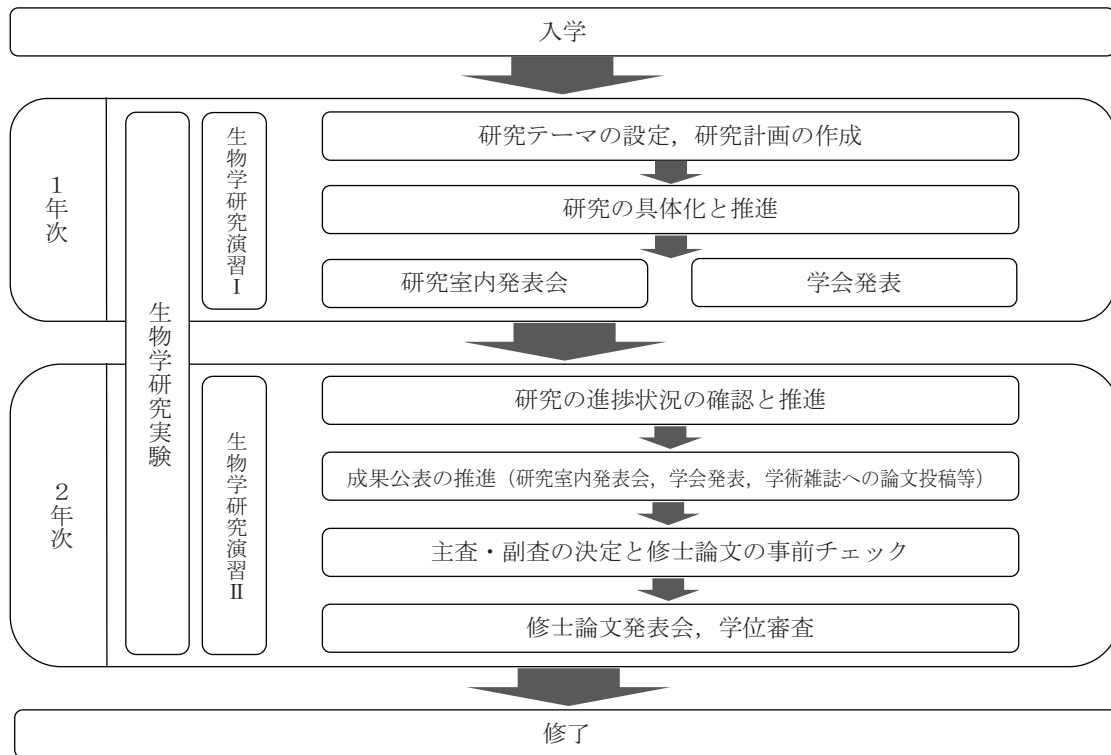 入学
1年次
生物学研究実験
生物学研究演習Ⅰ
研究テーマの設定，研究計画の作成
研究の具体化と推進
研究室内発表会
学会発表
2年次
生物学研究演習Ⅱ
研究の進捗状況の確認と推進
成果公表の推進（研究室内発表会，学会発表，学術雑誌への論文投稿等）
主査・副査の決定と修士論文の事前チェック
修士論文発表会，学位審査
修了